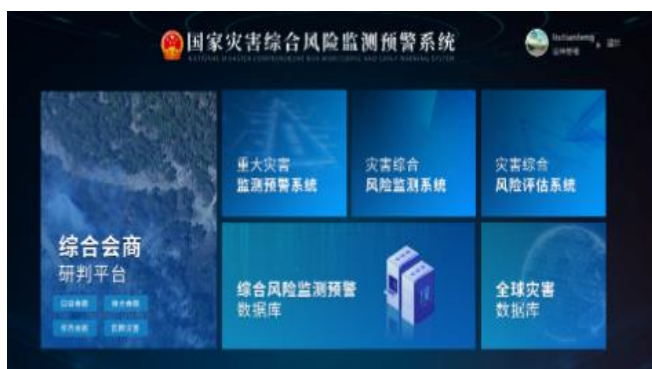 国家灾害综合风险监测预警系统
重大灾害
监测预警系统
灾害综合
风险监测系统
灾害综合
风险评估系统
综合会商
研判平台
综合风险监测预警
数据库
全球灾害
数据库